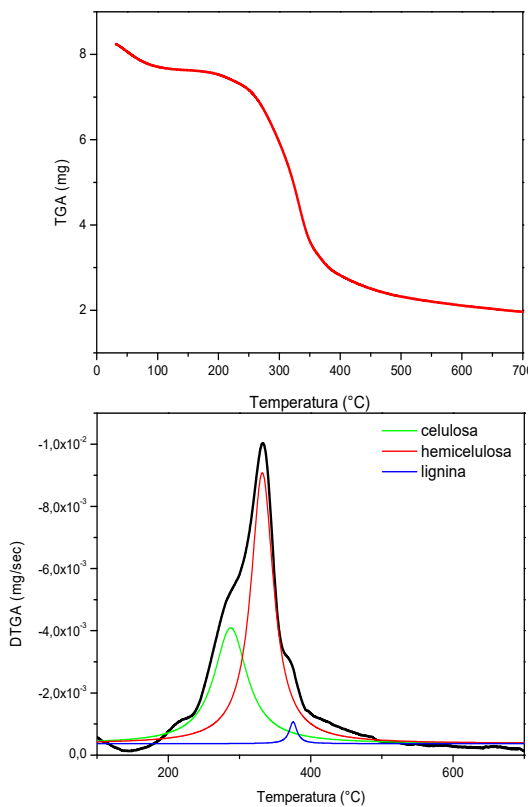 TGA (mg)
8
6
4
2
0 100 200 300 400 500 600 700
Temperatura (°C)
DTGA (mg/sec)
-1,0x10⁻²
-8,0x10⁻³
-6,0x10⁻³
-4,0x10⁻³
-2,0x10⁻³
0,0
celulosa
hemicelulosa
lignina
200 400 600
Temperatura (°C)